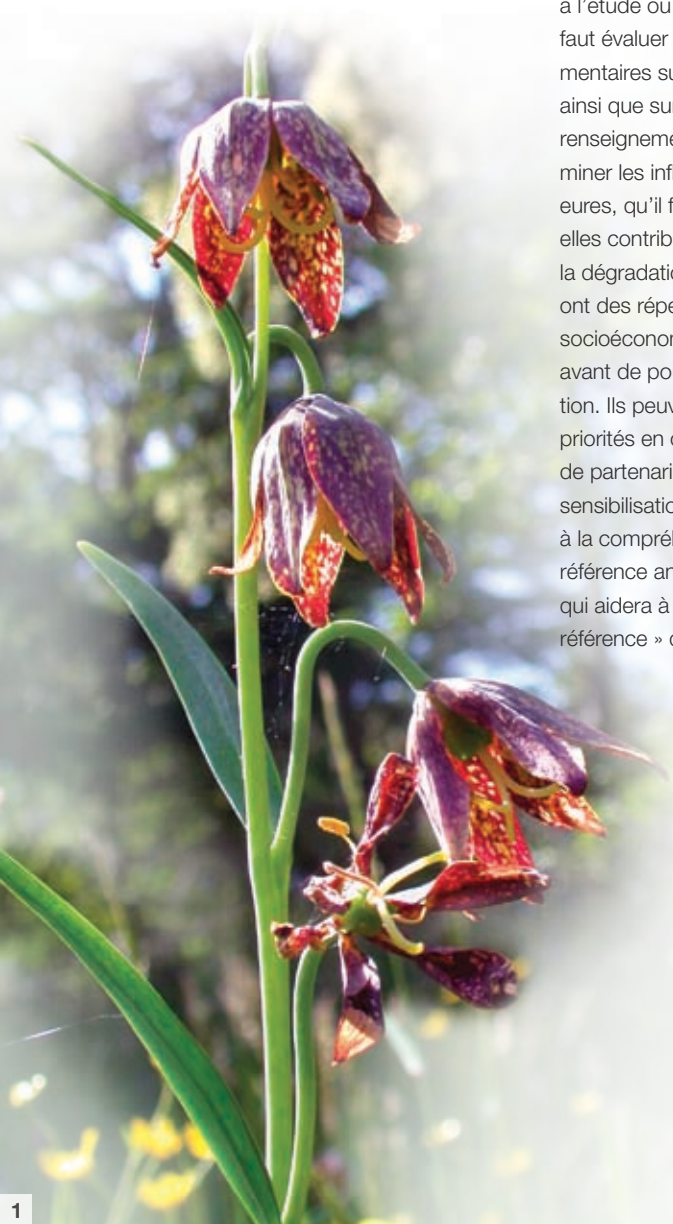 à l'étude ou
faut évaluer
mentaires su
ainsi que sur
renseigneme
miner les infl
eures, qu'il f
elles contrib
la dégradatio
ont des répe
socioéconor
avant de po
tion. Ils peuv
priorités en
de partenari
sensibilisatio
à la compréh
référence ar
qui aidera à
référence »
1